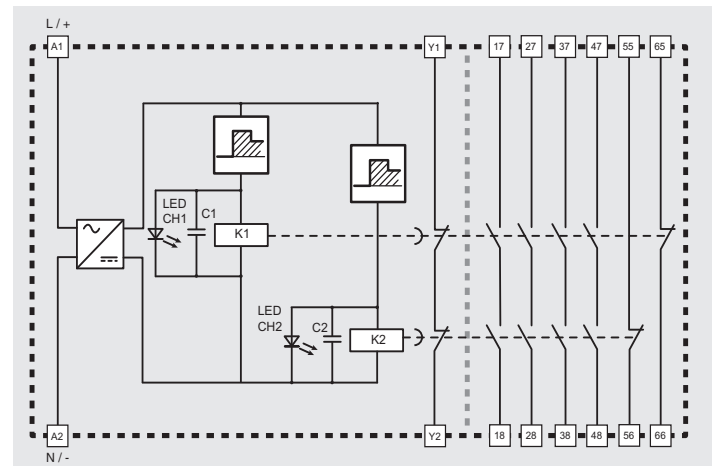 L / +
A1
Y1
17
27
37
47
55
65
LED
CH1
C1
K1
LED
CH2
C2
K2
A2
Y2
18
28
38
48
56
66
N / -